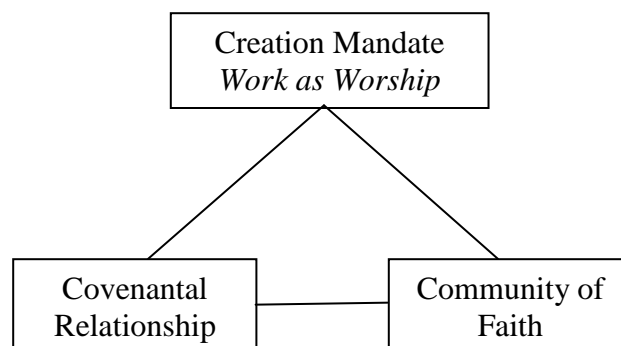 Creation Mandate
Work as Worship
Covenantal
Relationship
Community of
Faith